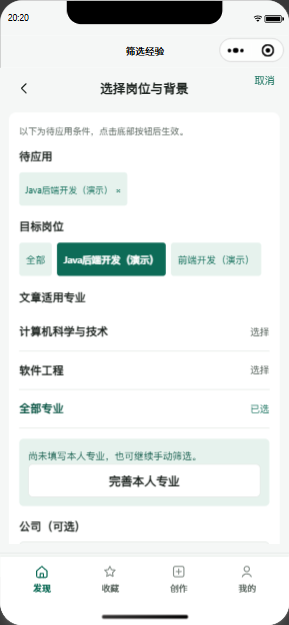 20:20
筛选经验
选择岗位与背景
取消
以下为待应用条件，点击底部按钮后生效。
待应用
Java后端开发（演示） ×
目标岗位
全部 Java后端开发（演示） 前端开发（演示）
文章适用专业
计算机科学与技术 选择
软件工程 选择
全部专业 已选
尚未填写本人专业，也可继续手动筛选。
完善本人专业
公司（可选）
发现 收藏 创作 我的